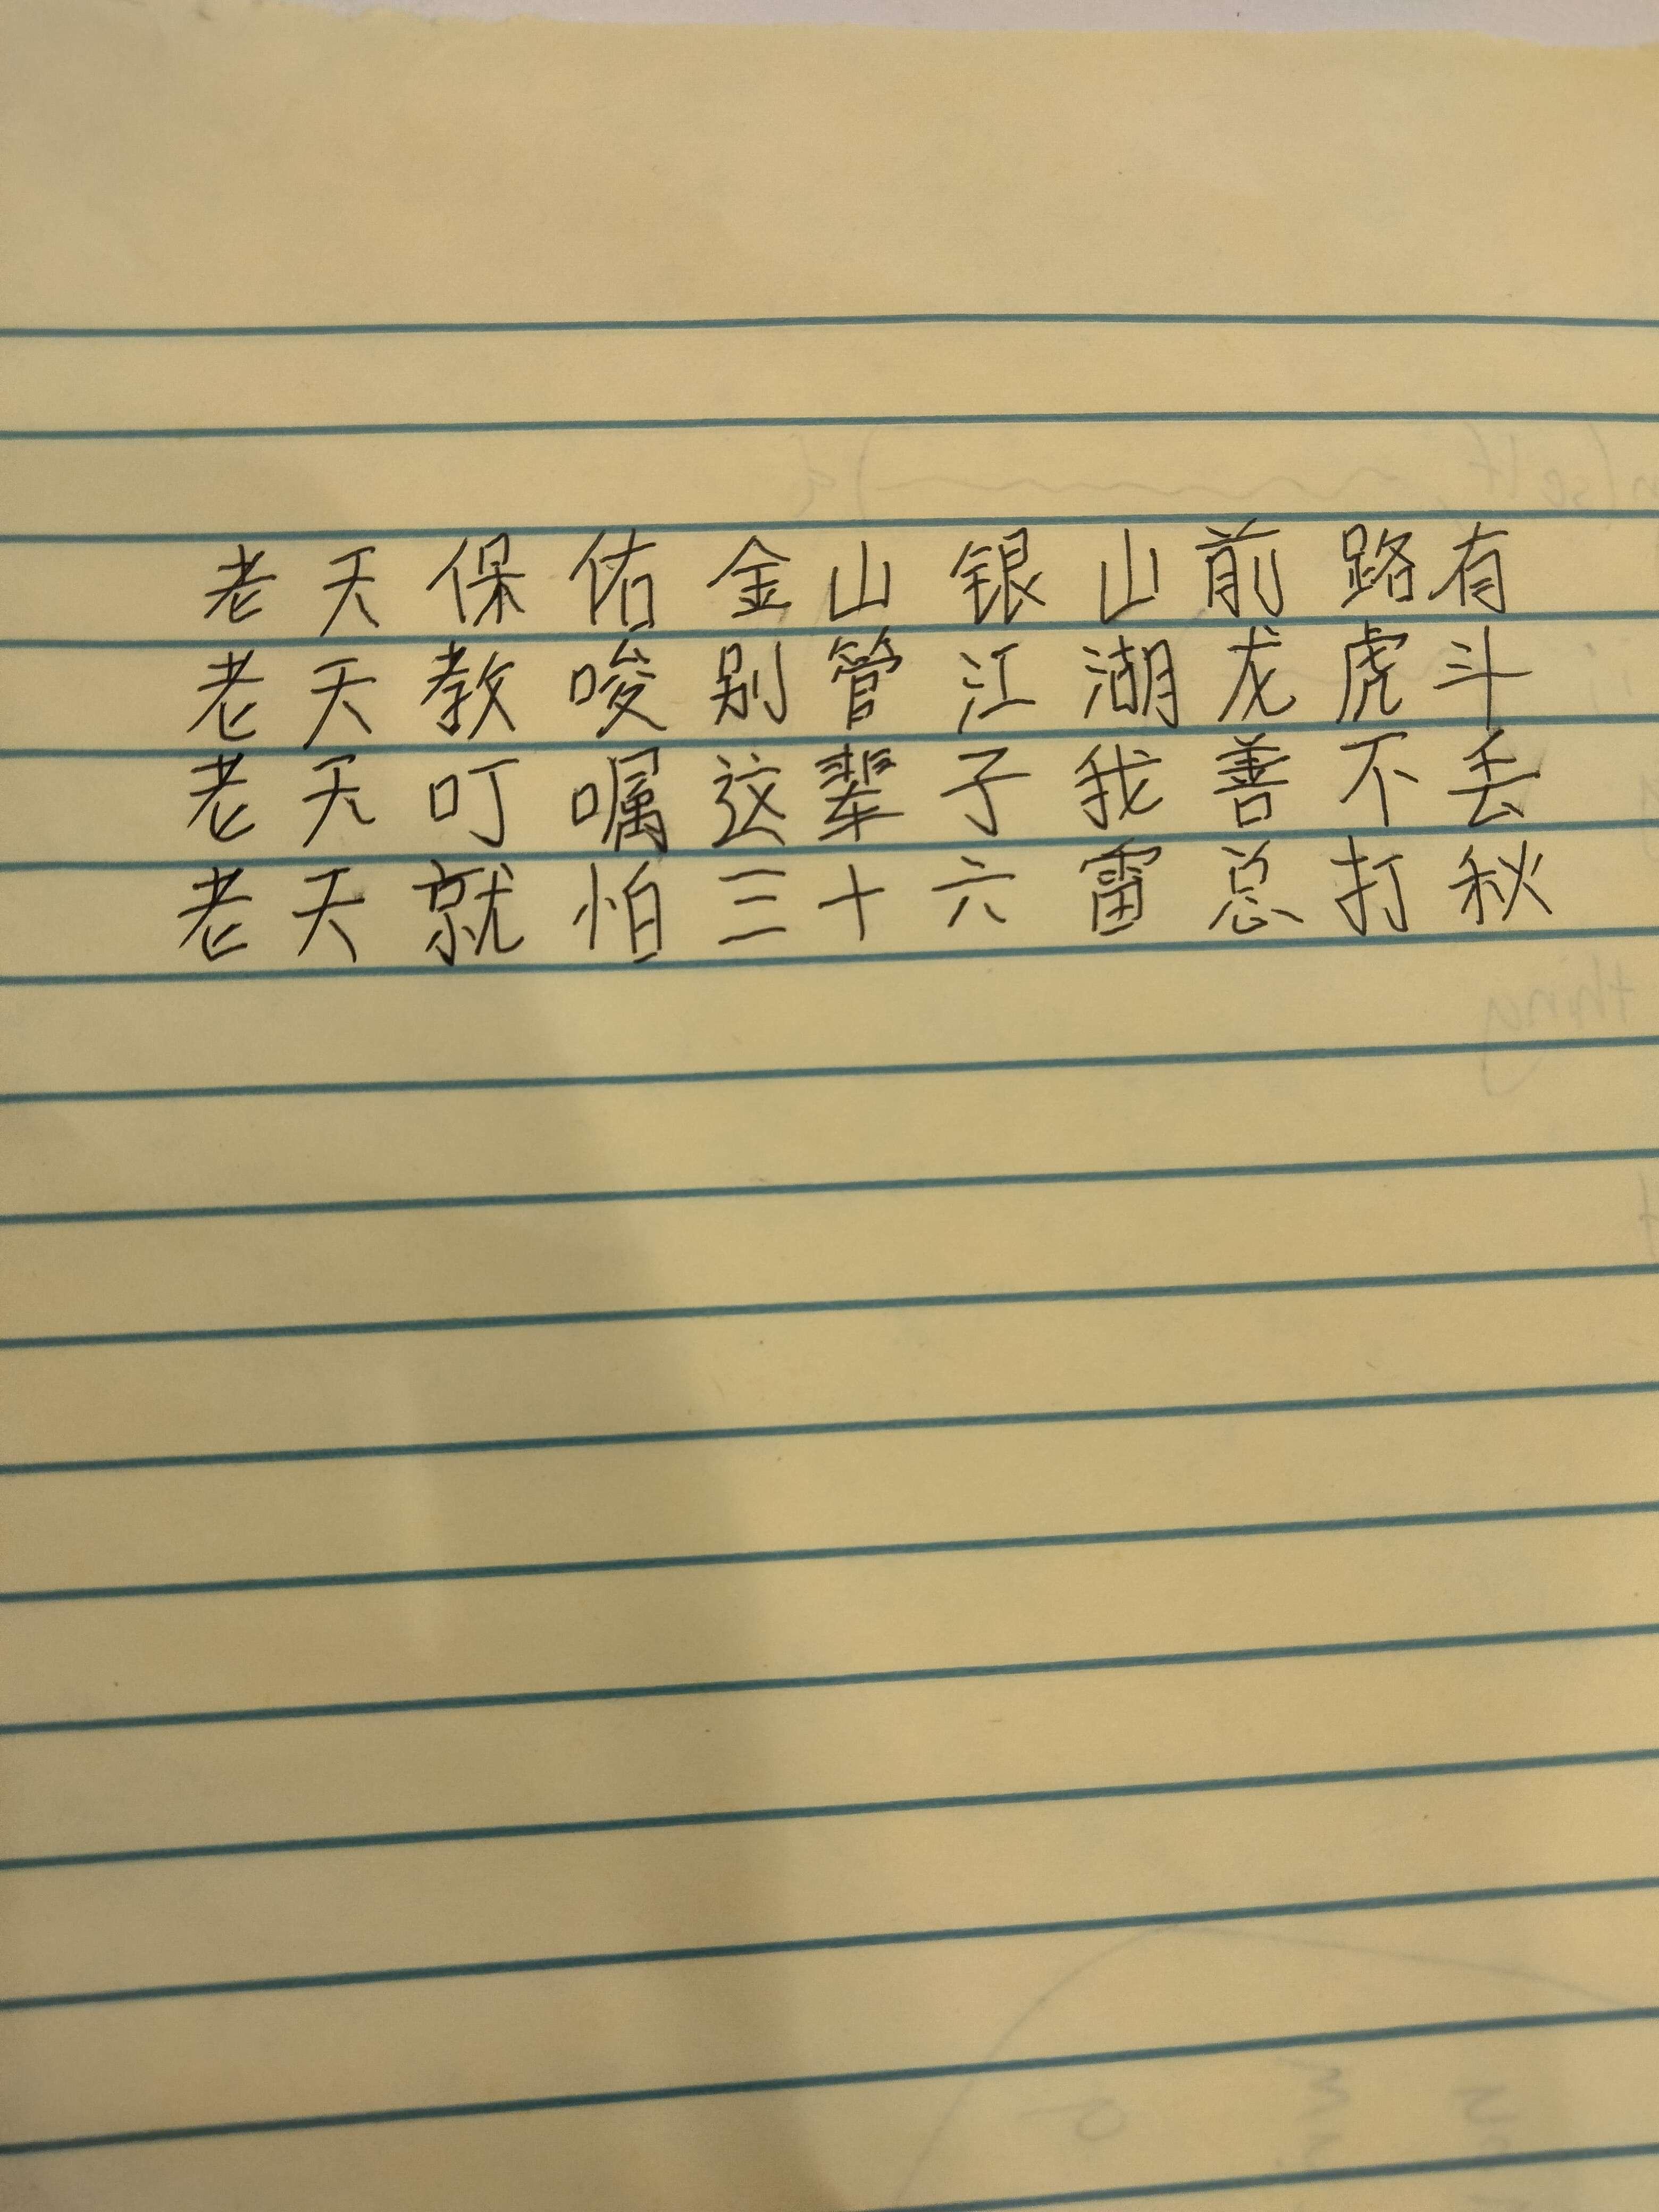 老天保佑金山银山前路有
老天教唆别管江湖龙虎斗
老天叮嘱这辈子我善不丢
老天就怕三十六雷总打秋